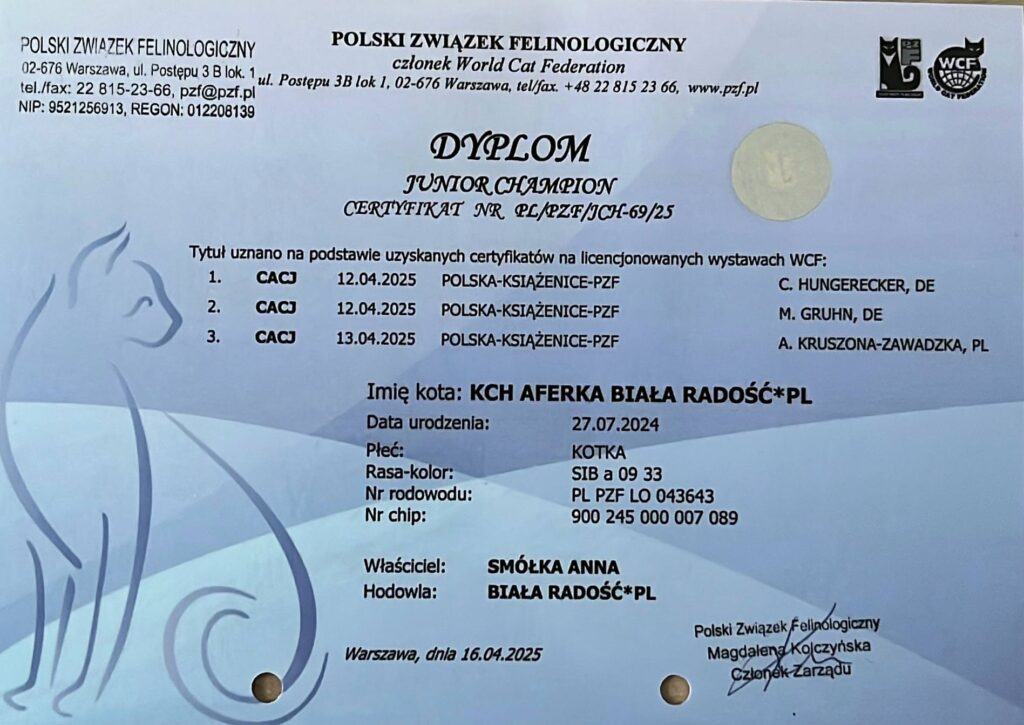 POLSKI ZWIĄZEK FELINOLOGICZNY
02-676 Warszawa, ul. Postępu 3 B lok. 1
tel./fax: 22 815-23-66, pzf@pzf.pl
NIP: 9521256913, REGON: 012208139
POLSKI ZWIĄZEK FELINOLOGICZNY
członek World Cat Federation
ul. Postępu 3B lok 1, 02-676 Warszawa, tel/fax. +48 22 815 23 66, www.pzf.pl
PZF
WCF
WORLD CAT FEDERATION
DYPLOM
JUNIOR CHAMPION
CERTYFIKAT NR PL/PZF/JCH-69/25
Tytuł uznano na podstawie uzyskanych certyfikatów na licencjonowanych wystawach WCF:
1. CACJ 12.04.2025 POLSKA-KSIĄŻENICE-PZF C. HUNGERECKER, DE
2. CACJ 12.04.2025 POLSKA-KSIĄŻENICE-PZF M. GRUHN, DE
3. CACJ 13.04.2025 POLSKA-KSIĄŻENICE-PZF A. KRUSZONA-ZAWADZKA, PL
Imię kota: KCH AFERKA BIAŁA RADOŚĆ*PL
Data urodzenia: 27.07.2024
Płeć: KOTKA
Rasa-kolor: SIB a 09 33
Nr rodowodu: PL PZF LO 043643
Nr chip: 900 245 000 007 089
Właściciel: SMÓŁKA ANNA
Hodowla: BIAŁA RADOŚĆ*PL
Warszawa, dnia 16.04.2025
Polski Związek Felinologiczny
Magdalena Kojczyńska
Członek Zarządu